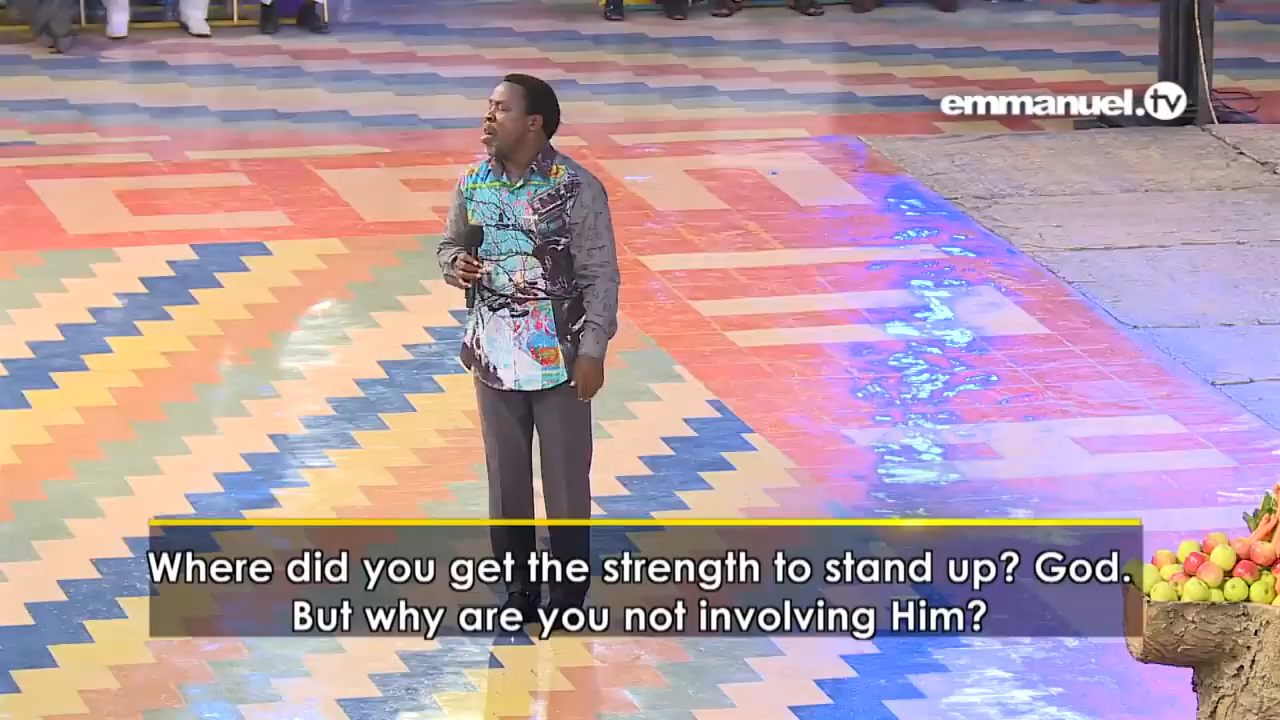 emmanuel.tv
Where did you get the strength to stand up? God.
But why are you not involving Him?